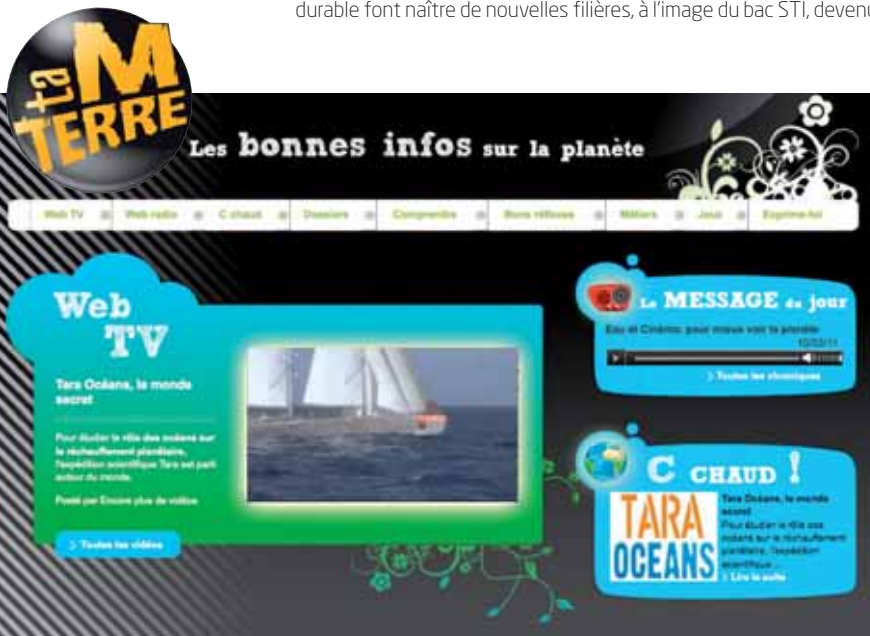 durable font naître de nouvelles filières, à l'image du bac STI, devenu
ta M
TERRE
Les bonnes infos sur la planète
Web TV Web radio C chaud Dossiers Comprendre Bons réflexes Métiers Jeux Exprime-toi
Web
TV
Tara Océans, le monde
secret
Pour étudier le rôle des océans sur
le réchauffement planétaire,
l'expédition scientifique Tara est parti
autour du monde.
Posté par Encore plus de vidéos
> Toutes les vidéos
Le MESSAGE du jour
Eau et Cinéma: pour mieux voir la planète
10/03/11
> Toutes les chroniques
C CHAUD !
TARA
OCEANS
Tara Océans, le monde
secret
Pour étudier le rôle des
océans sur le réchauffement
planétaire, l'expédition
scientifique ...
> Lire la suite